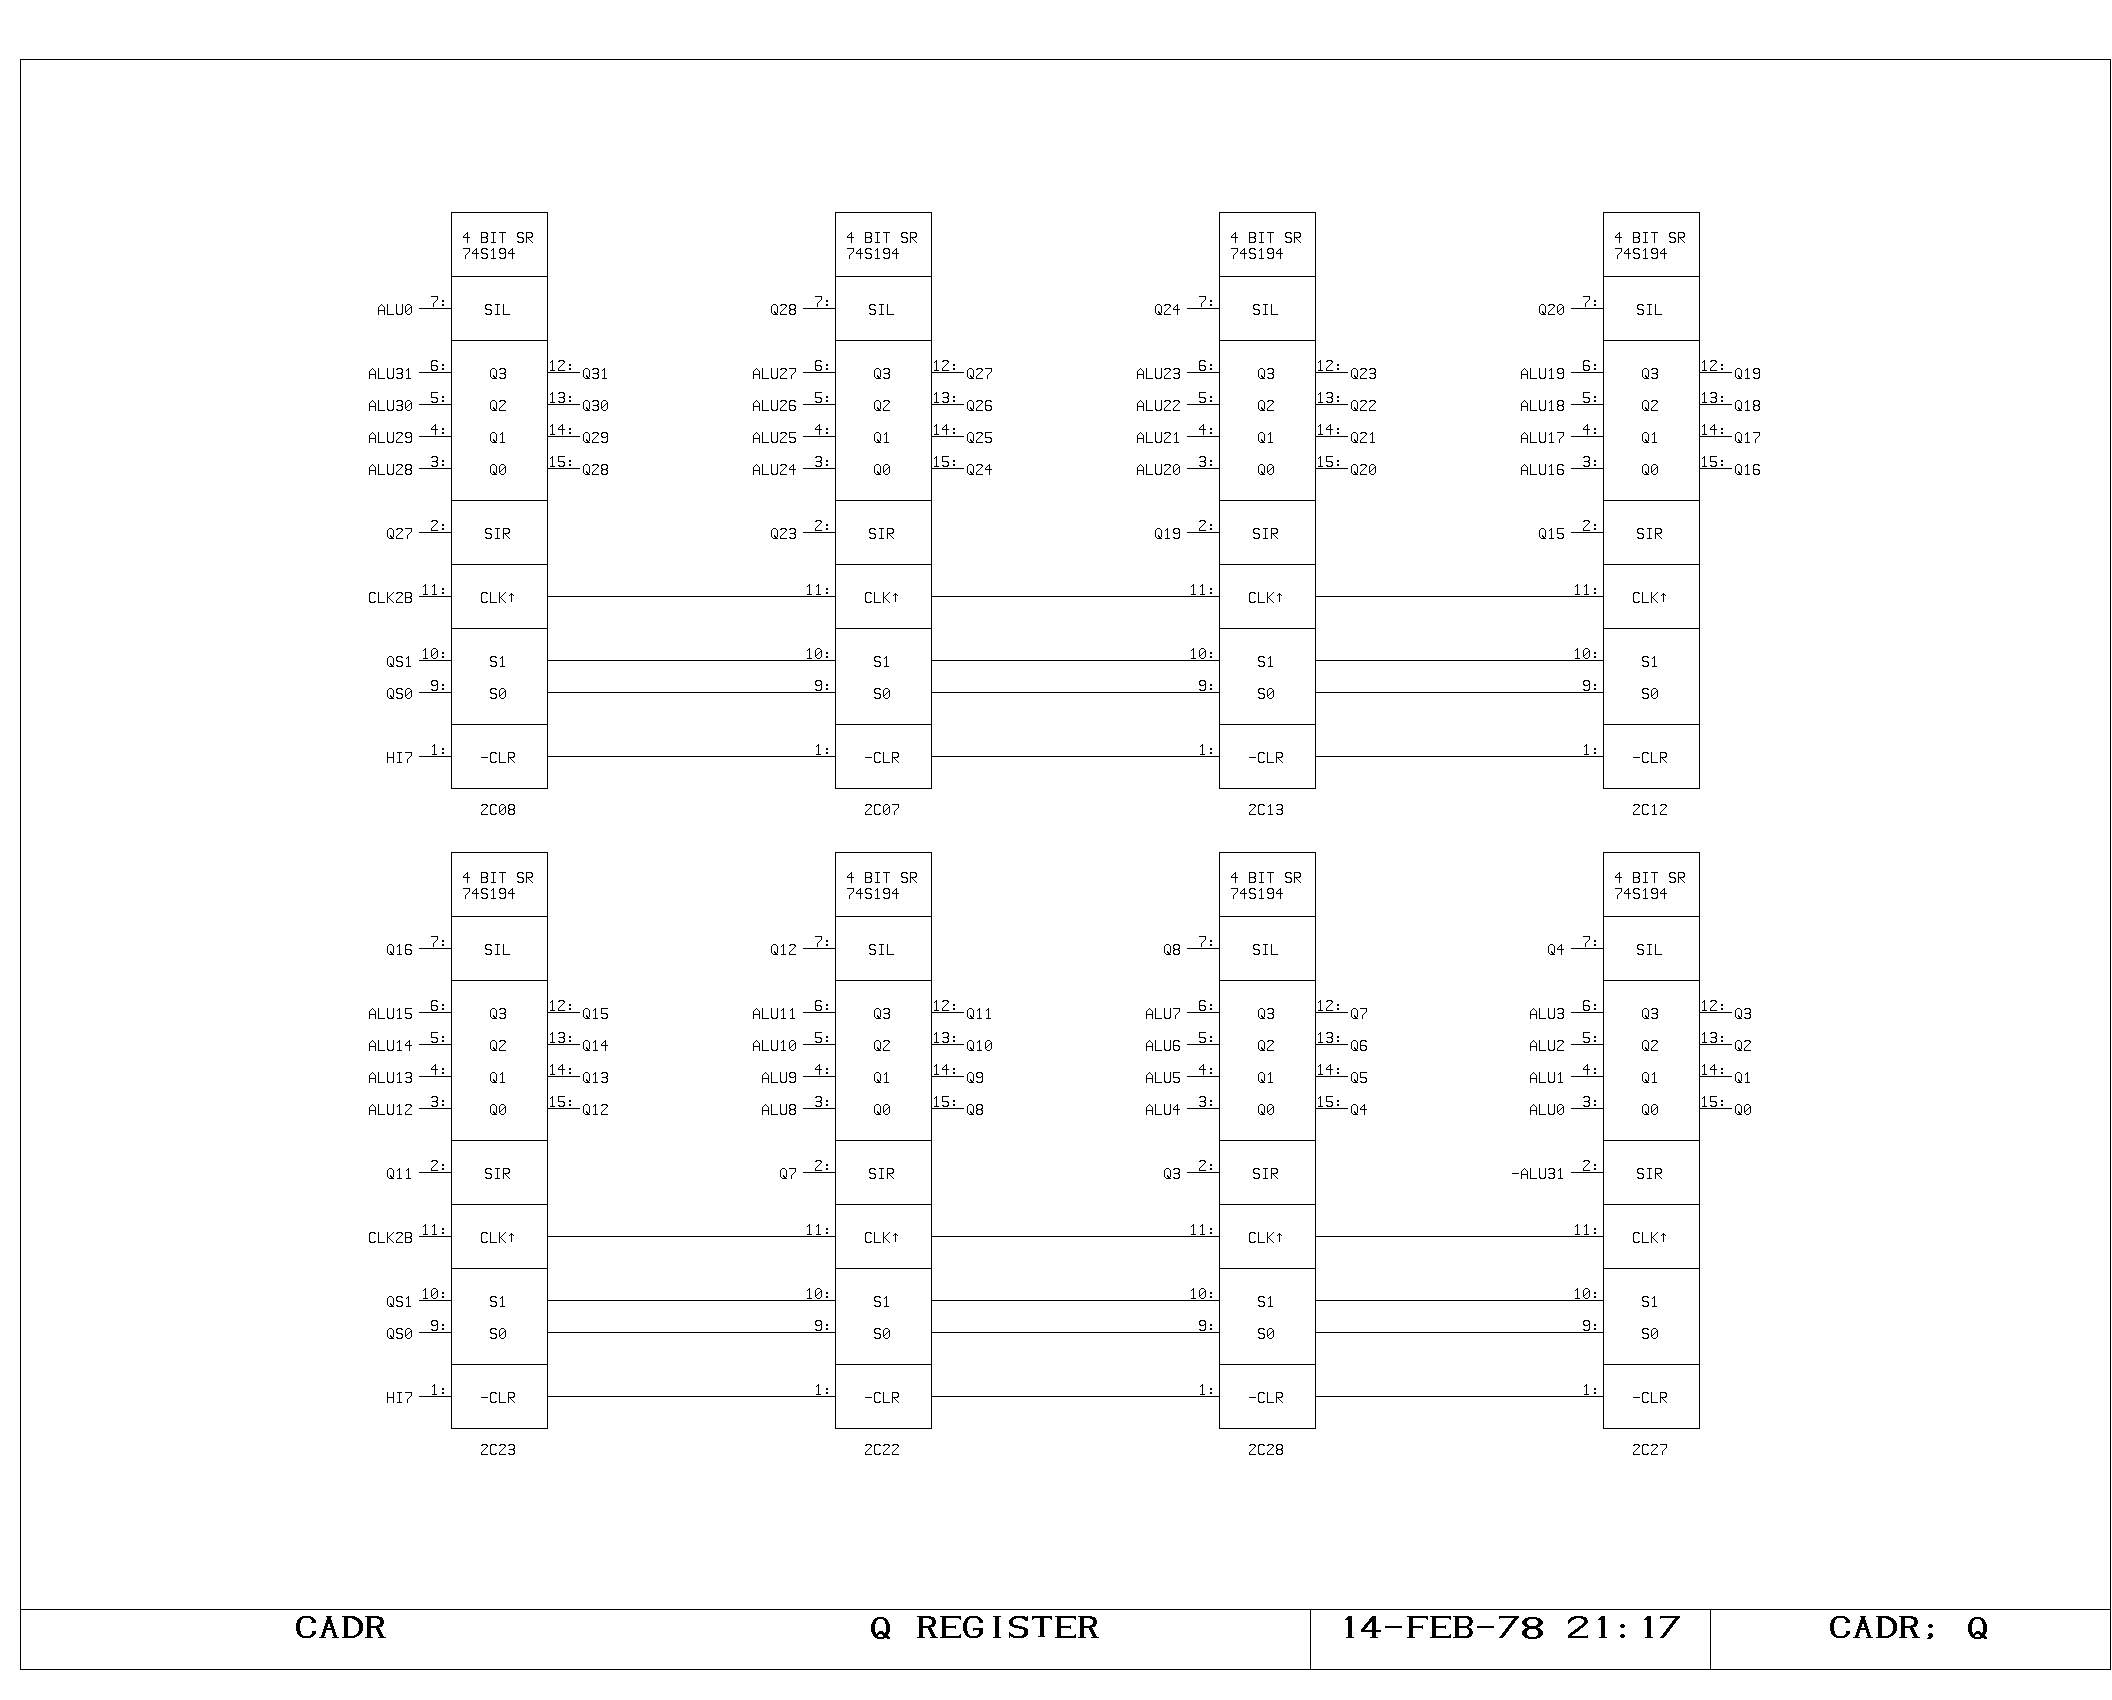 4 BIT SR 4 BIT SR 4 BIT SR 4 BIT SR
74S194 74S194 74S194 74S194
ALU0 7: SIL Q28 7: SIL Q24 7: SIL Q20 7: SIL
ALU31 6: Q3 12: Q31 ALU27 6: Q3 12: Q27 ALU23 6: Q3 12: Q23 ALU19 6: Q3 12: Q19
ALU30 5: Q2 13: Q30 ALU26 5: Q2 13: Q26 ALU22 5: Q2 13: Q22 ALU18 5: Q2 13: Q18
ALU29 4: Q1 14: Q29 ALU25 4: Q1 14: Q25 ALU21 4: Q1 14: Q21 ALU17 4: Q1 14: Q17
ALU28 3: Q0 15: Q28 ALU24 3: Q0 15: Q24 ALU20 3: Q0 15: Q20 ALU16 3: Q0 15: Q16
Q27 2: SIR Q23 2: SIR Q19 2: SIR Q15 2: SIR
CLK2B 11: CLK↑ 11: CLK↑ 11: CLK↑ 11: CLK↑
QS1 10: S1 10: S1 10: S1 10: S1
QS0 9: S0 9: S0 9: S0 9: S0
HI7 1: -CLR 1: -CLR 1: -CLR 1: -CLR
2C08 2C07 2C13 2C12
4 BIT SR 4 BIT SR 4 BIT SR 4 BIT SR
74S194 74S194 74S194 74S194
Q16 7: SIL Q12 7: SIL Q8 7: SIL Q4 7: SIL
ALU15 6: Q3 12: Q15 ALU11 6: Q3 12: Q11 ALU7 6: Q3 12: Q7 ALU3 6: Q3 12: Q3
ALU14 5: Q2 13: Q14 ALU10 5: Q2 13: Q10 ALU6 5: Q2 13: Q6 ALU2 5: Q2 13: Q2
ALU13 4: Q1 14: Q13 ALU9 4: Q1 14: Q9 ALU5 4: Q1 14: Q5 ALU1 4: Q1 14: Q1
ALU12 3: Q0 15: Q12 ALU8 3: Q0 15: Q8 ALU4 3: Q0 15: Q4 ALU0 3: Q0 15: Q0
Q11 2: SIR Q7 2: SIR Q3 2: SIR -ALU31 2: SIR
CLK2B 11: CLK↑ 11: CLK↑ 11: CLK↑ 11: CLK↑
QS1 10: S1 10: S1 10: S1 10: S1
QS0 9: S0 9: S0 9: S0 9: S0
HI7 1: -CLR 1: -CLR 1: -CLR 1: -CLR
2C23 2C22 2C28 2C27
CADR Q REGISTER 14-FEB-78 21:17 CADR; Q